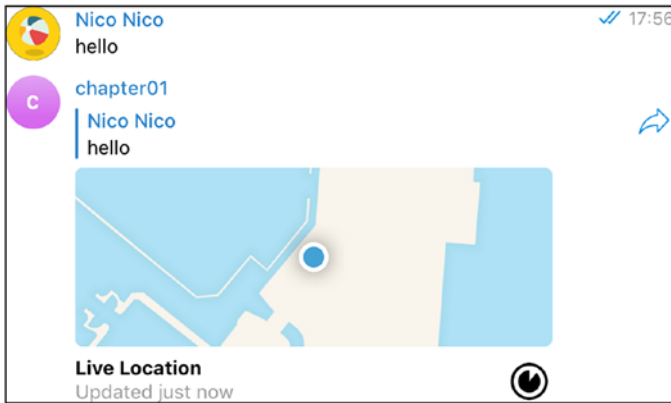 Nico Nico
17:56
hello
C
chapter01
Nico Nico
hello
Live Location
Updated just now